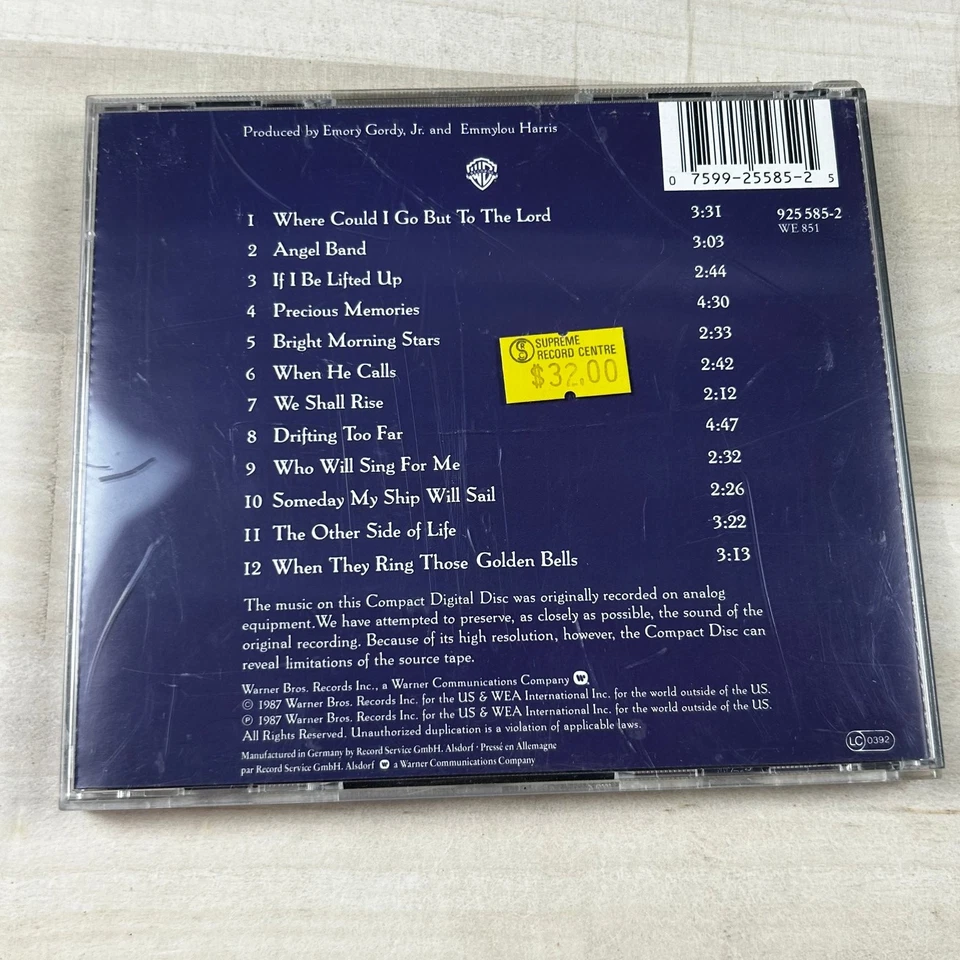 Produced by Emory Gordy, Jr. and Emmylou Harris
0 7599-25585-2 5
925 585-2
WE 851
1 Where Could I Go But To The Lord 3:31
2 Angel Band 3:03
3 If I Be Lifted Up 2:44
4 Precious Memories 4:30
5 Bright Morning Stars 2:33
6 When He Calls 2:42
7 We Shall Rise 2:12
8 Drifting Too Far 4:47
9 Who Will Sing For Me 2:32
10 Someday My Ship Will Sail 2:26
11 The Other Side of Life 3:22
12 When They Ring Those Golden Bells 3:13
S SUPREME
RECORD CENTRE
$32.00
The music on this Compact Digital Disc was originally recorded on analog
equipment.We have attempted to preserve, as closely as possible, the sound of the
original recording. Because of its high resolution, however, the Compact Disc can
reveal limitations of the source tape.
Warner Bros. Records Inc., a Warner Communications Company
© 1987 Warner Bros. Records Inc. for the US & WEA International Inc. for the world outside of the US.
℗ 1987 Warner Bros. Records Inc. for the US & WEA International Inc. for the world outside of the US.
All Rights Reserved. Unauthorized duplication is a violation of applicable laws.
Manufactured in Germany by Record Service GmbH. Alsdorf · Pressé en Allemagne
par Record Service GmbH. Alsdorf a Warner Communications Company
LC 0392